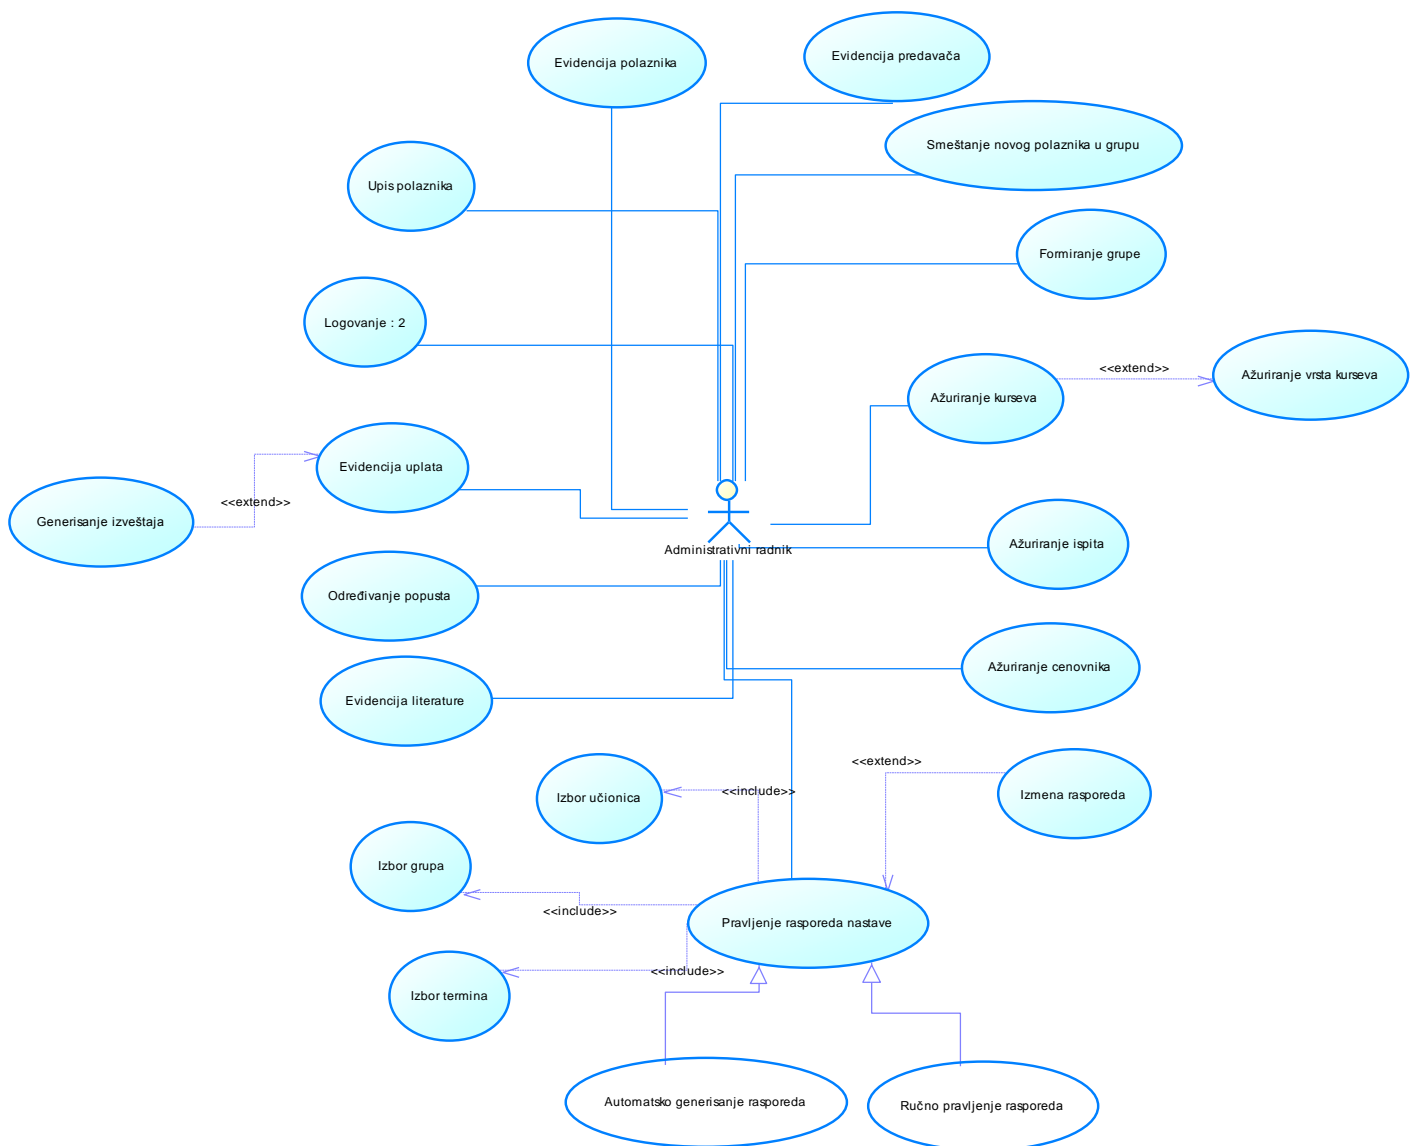 Evidencija polaznika
Evidencija predavača
Smeštanje novog polaznika u grupu
Upis polaznika
Formiranje grupe
Logovanje : 2
Ažuriranje kurseva
<<extend>>
Ažuriranje vrsta kurseva
Evidencija uplata
<<extend>>
Generisanje izveštaja
Administrativni radnik
Ažuriranje ispita
Određivanje popusta
Ažuriranje cenovnika
Evidencija literature
<<extend>>
Izbor učionica
<<include>>
Izmena rasporeda
Izbor grupa
<<include>>
Pravljenje rasporeda nastave
<<include>>
Izbor termina
Automatsko generisanje rasporeda
Ručno pravljenje rasporeda